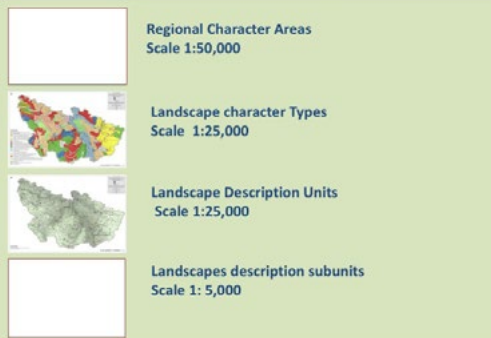 Regional Character Areas
Scale 1:50,000
Landscape character Types
Scale 1:25,000
Landscape Description Units
Scale 1:25,000
Landscapes description subunits
Scale 1: 5,000